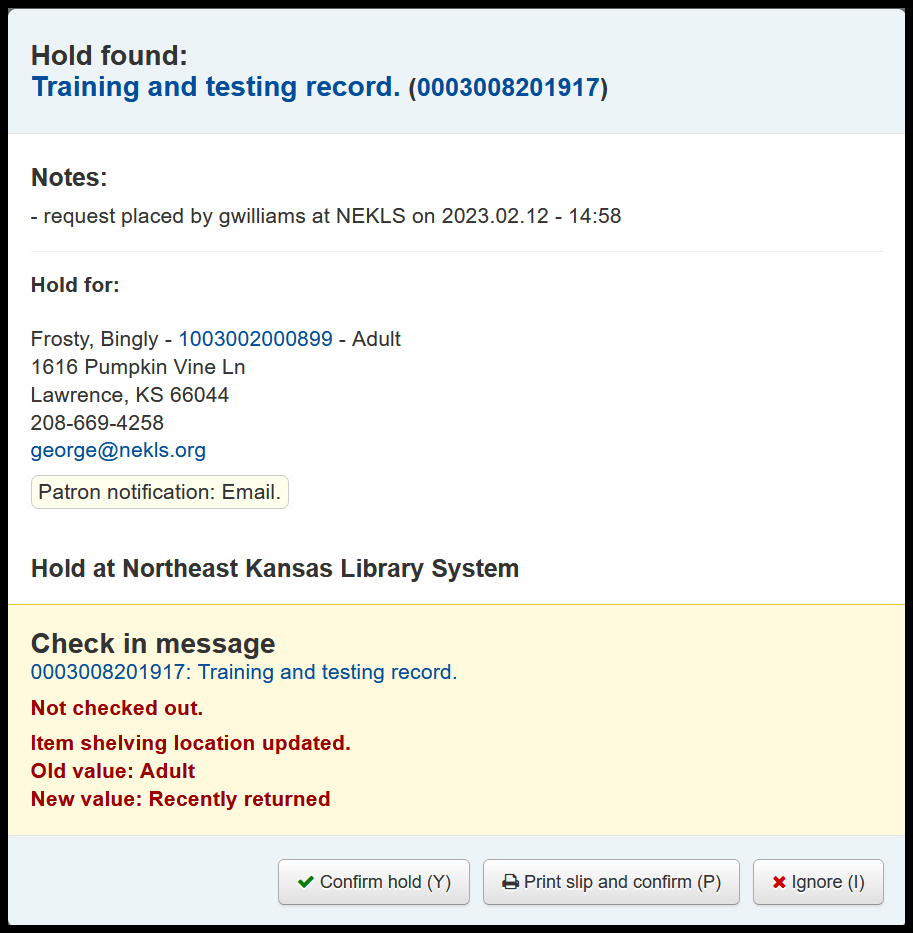 Hold found:
Training and testing record. (0003008201917)
Notes:
- request placed by gwilliams at NEKLS on 2023.02.12 - 14:58
Hold for:
Frosty, Bingly - 1003002000899 - Adult
1616 Pumpkin Vine Ln
Lawrence, KS 66044
208-669-4258
george@nekls.org
Patron notification: Email.
Hold at Northeast Kansas Library System
Check in message
0003008201917: Training and testing record.
Not checked out.
Item shelving location updated.
Old value: Adult
New value: Recently returned
Confirm hold (Y) Print slip and confirm (P) Ignore (I)